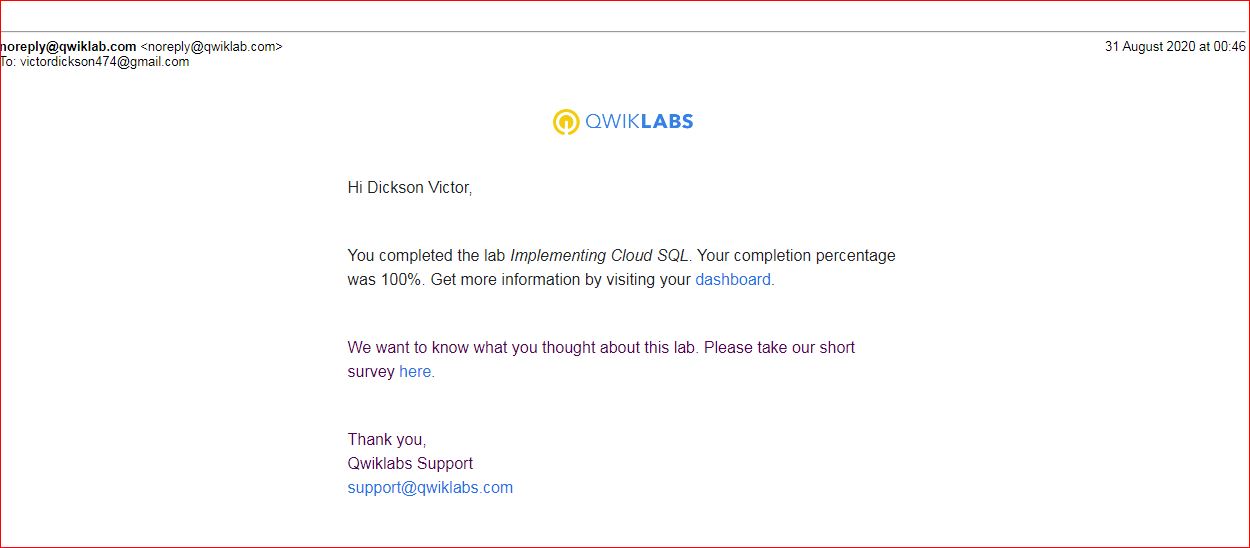 noreply@qwiklab.com <noreply@qwiklab.com> 31 August 2020 at 00:46
To: victordickson474@gmail.com
QWIKLABS
Hi Dickson Victor,
You completed the lab Implementing Cloud SQL. Your completion percentage
was 100%. Get more information by visiting your dashboard.
We want to know what you thought about this lab. Please take our short
survey here.
Thank you,
Qwiklabs Support
support@qwiklabs.com